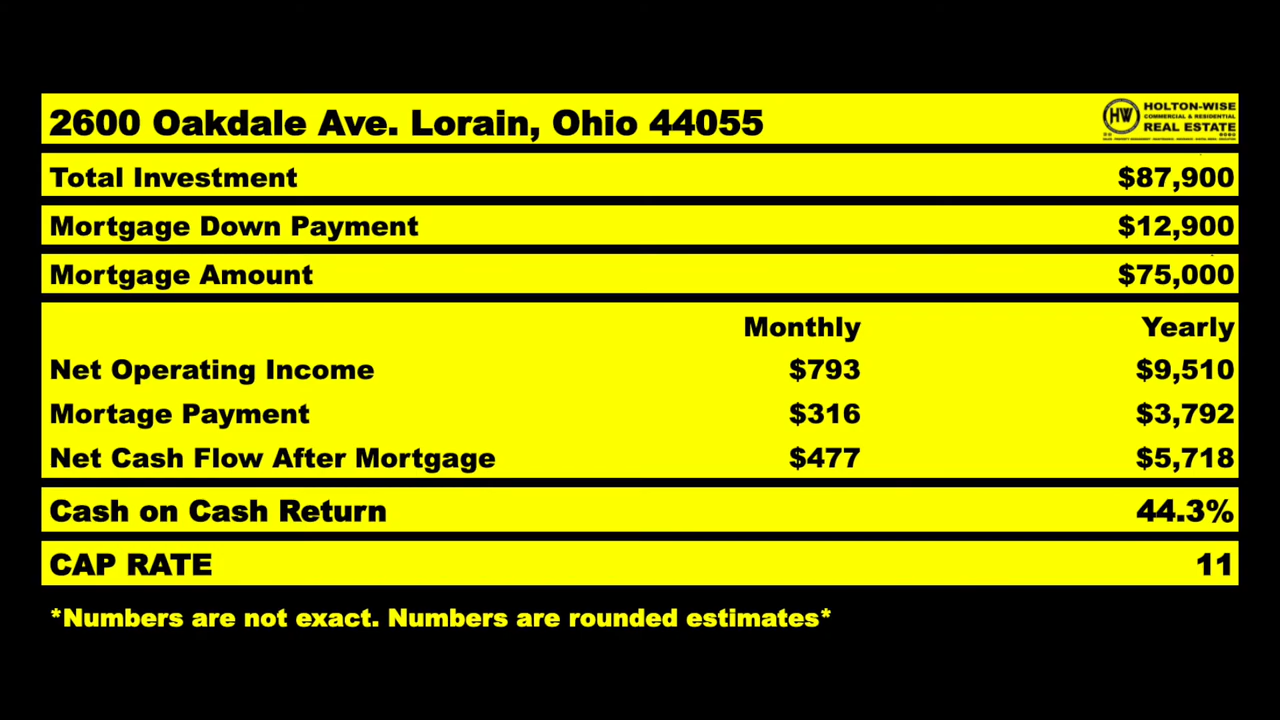 2600 Oakdale Ave. Lorain, Ohio 44055
HW
HOLTON-WISE
COMMERCIAL & RESIDENTIAL
REAL ESTATE
Total Investment $87,900
Mortgage Down Payment $12,900
Mortgage Amount $75,000
Monthly Yearly
Net Operating Income $793 $9,510
Mortage Payment $316 $3,792
Net Cash Flow After Mortgage $477 $5,718
Cash on Cash Return 44.3%
CAP RATE 11
*Numbers are not exact. Numbers are rounded estimates*